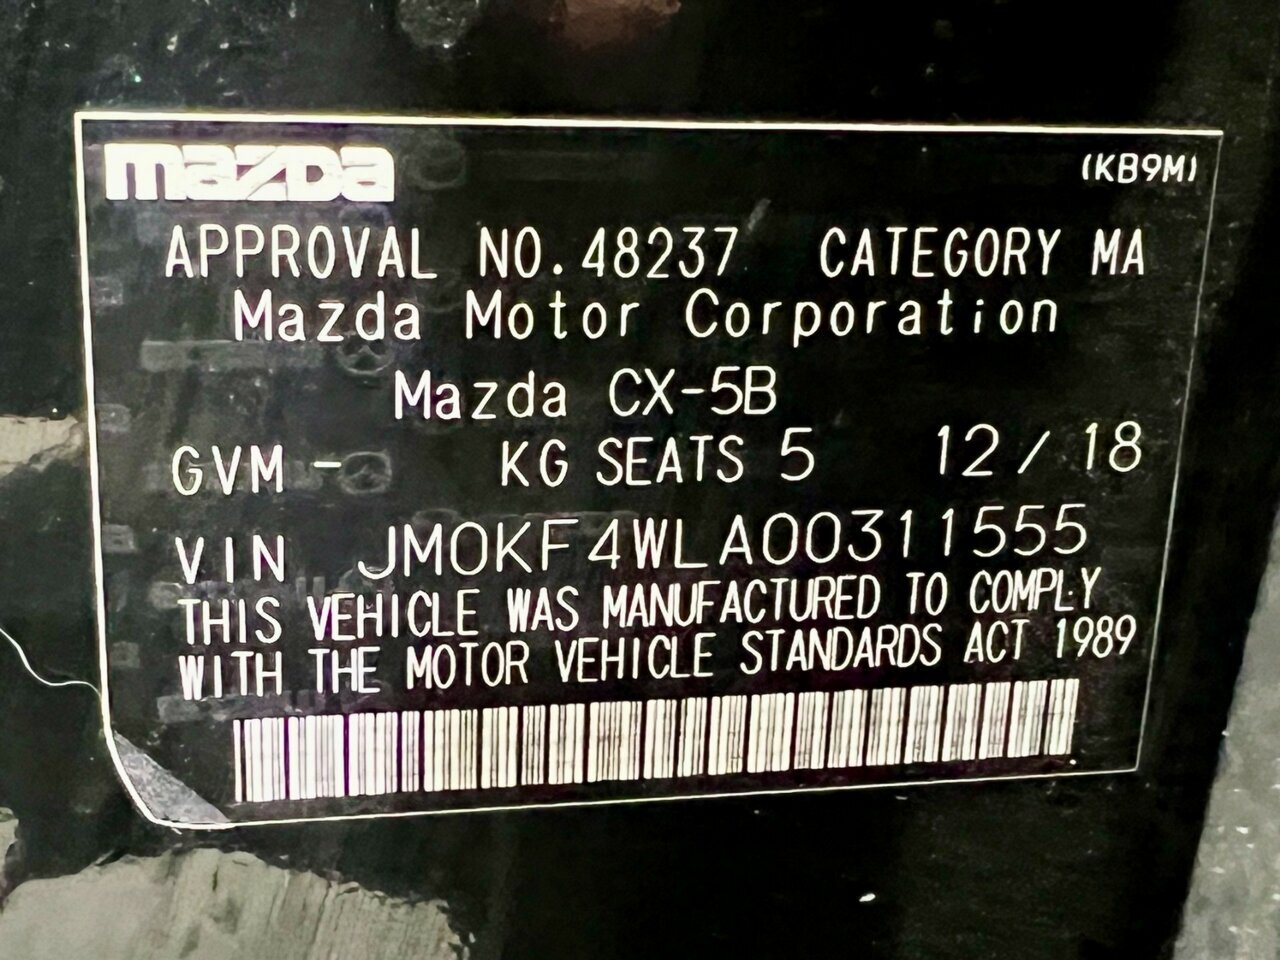 mazda (KB9M)
APPROVAL NO. 48237 CATEGORY MA
Mazda Motor Corporation
Mazda CX-5B
GVM - KG SEATS 5 12 / 18
VIN JM0KF4WLA00311555
THIS VEHICLE WAS MANUFACTURED TO COMPLY
WITH THE MOTOR VEHICLE STANDARDS ACT 1989